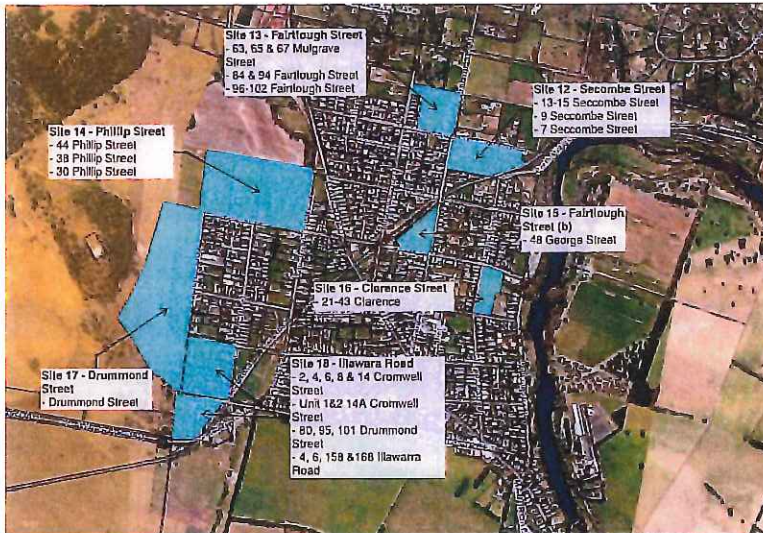 Site 13 - Fairtlough Street
- 63, 65 & 67 Mulgrave
Street
- 84 & 94 Fairtlough Street
- 96-102 Fairtlough Street
Site 12 - Secombe Street
- 13-15 Seccombe Street
- 9 Seccombe Street
- 7 Seccombe Street
Site 14 - Phillip Street
- 44 Phillip Street
- 38 Phillip Street
- 30 Phillip Street
Site 15 - Fairtlough
Street (b)
- 48 George Street
Site 16 - Clarence Street
- 21-43 Clarence
Site 17 - Drummond
Street
- Drummond Street
Site 18 - Illawara Road
- 2, 4, 6, 8 & 14 Cromwell
Street
- Unit 1&2 14A Cromwell
Street
- 80, 95, 101 Drummond
Street
- 4, 6, 158 &168 Illawarra
Road